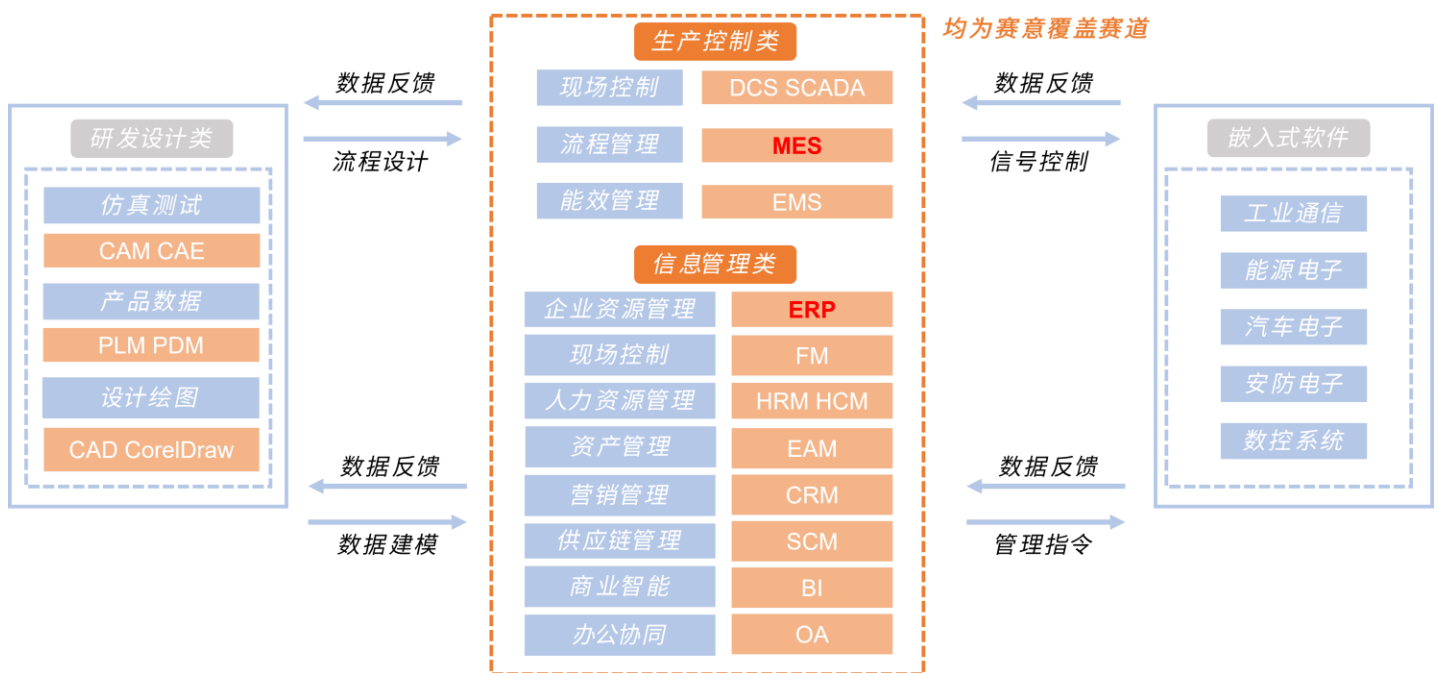 均为赛意覆盖赛道
研发设计类
仿真测试
CAM CAE
产品数据
PLM PDM
设计绘图
CAD CorelDraw
数据反馈
流程设计
数据反馈
数据建模
生产控制类
现场控制 DCS SCADA
流程管理 MES
能效管理 EMS
信息管理类
企业资源管理 ERP
现场控制 FM
人力资源管理 HRM HCM
资产管理 EAM
营销管理 CRM
供应链管理 SCM
商业智能 BI
办公协同 OA
数据反馈
信号控制
数据反馈
管理指令
嵌入式软件
工业通信
能源电子
汽车电子
安防电子
数控系统